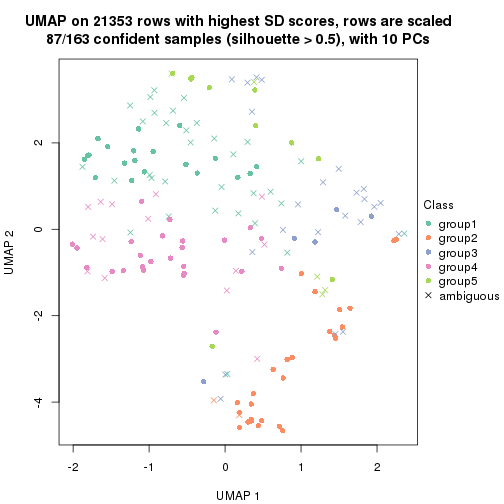 UMAP on 21353 rows with highest SD scores, rows are scaled
87/163 confident samples (silhouette > 0.5), with 10 PCs
UMAP 2
2
0
-2
-4
-2
-1
0
1
2
UMAP 1
Class
group1
group2
group3
group4
group5
ambiguous